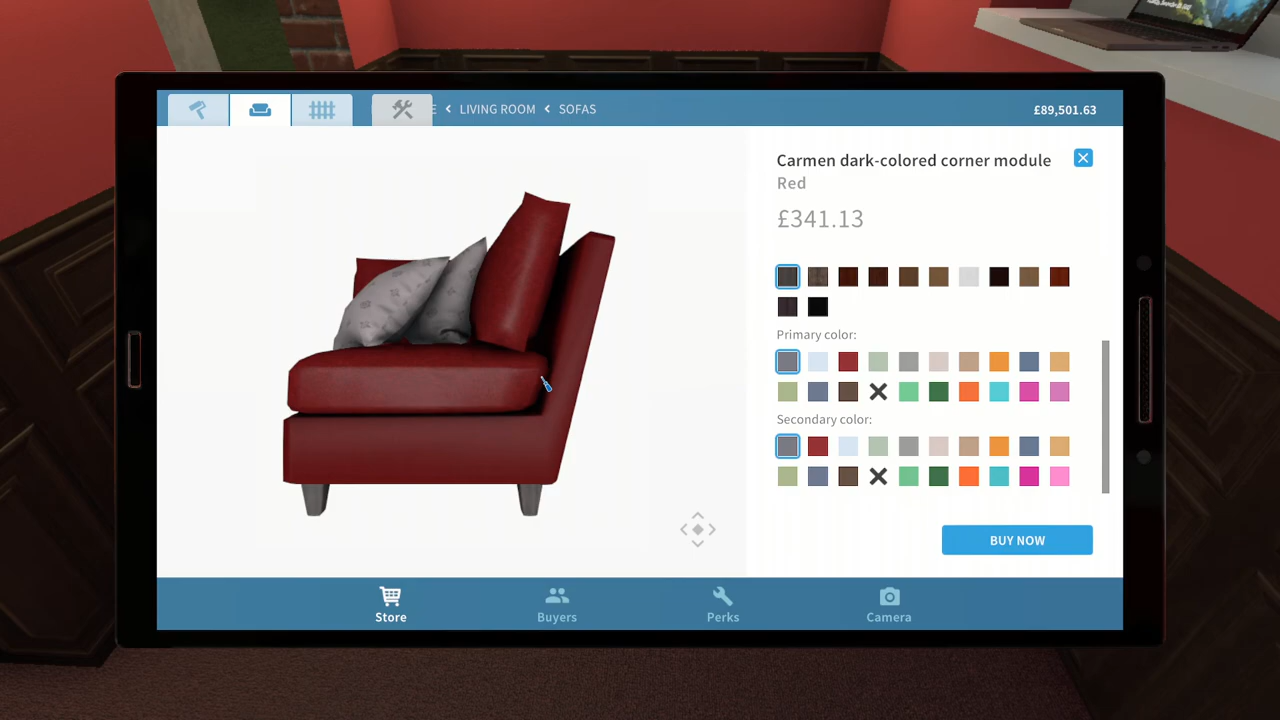 E < LIVING ROOM < SOFAS
£89,501.63
Carmen dark-colored corner module
Red
£341.13
Primary color:
Secondary color:
BUY NOW
Store
Buyers
Perks
Camera